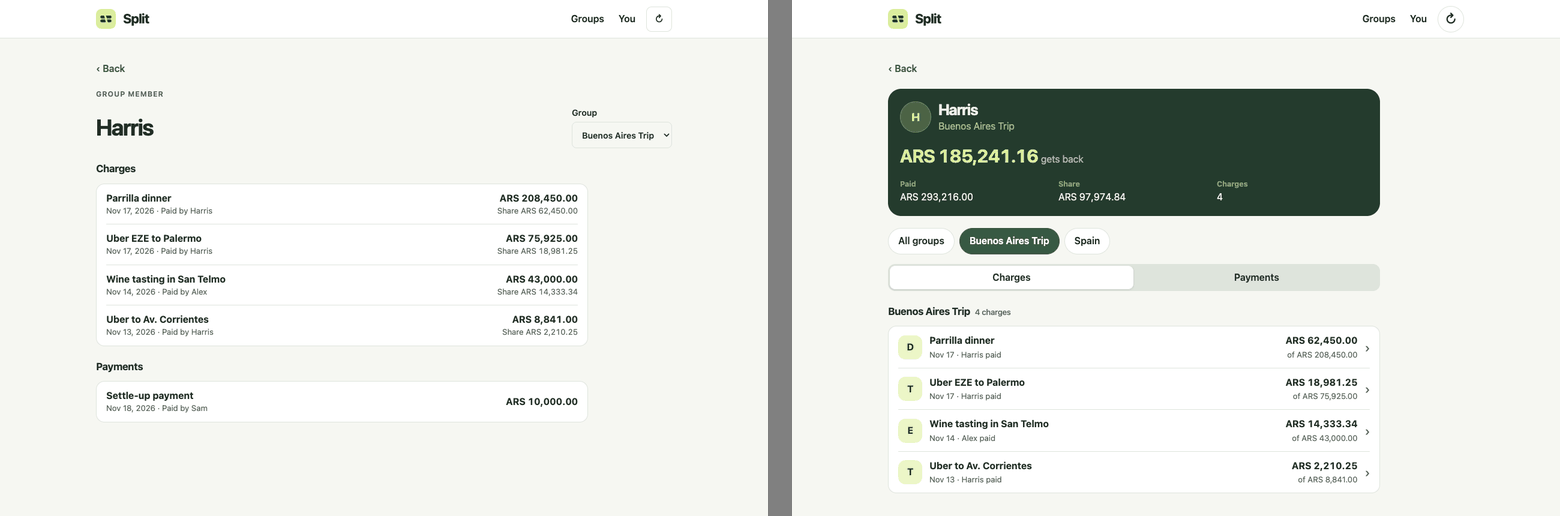 Split
Groups You
‹ Back
GROUP MEMBER
Harris
Group
Buenos Aires Trip
Charges
Parrilla dinner ARS 208,450.00
Nov 17, 2026 · Paid by Harris Share ARS 62,450.00
Uber EZE to Palermo ARS 75,925.00
Nov 17, 2026 · Paid by Harris Share ARS 18,981.25
Wine tasting in San Telmo ARS 43,000.00
Nov 14, 2026 · Paid by Alex Share ARS 14,333.34
Uber to Av. Corrientes ARS 8,841.00
Nov 13, 2026 · Paid by Harris Share ARS 2,210.25
Payments
Settle-up payment ARS 10,000.00
Nov 18, 2026 · Paid by Sam
Split
Groups You
‹ Back
H Harris
Buenos Aires Trip
ARS 185,241.16 gets back
Paid Share Charges
ARS 293,216.00 ARS 97,974.84 4
All groups Buenos Aires Trip Spain
Charges Payments
Buenos Aires Trip 4 charges
D Parrilla dinner ARS 62,450.00 ›
Nov 17 · Harris paid of ARS 208,450.00
T Uber EZE to Palermo ARS 18,981.25 ›
Nov 17 · Harris paid of ARS 75,925.00
E Wine tasting in San Telmo ARS 14,333.34 ›
Nov 14 · Alex paid of ARS 43,000.00
T Uber to Av. Corrientes ARS 2,210.25 ›
Nov 13 · Harris paid of ARS 8,841.00